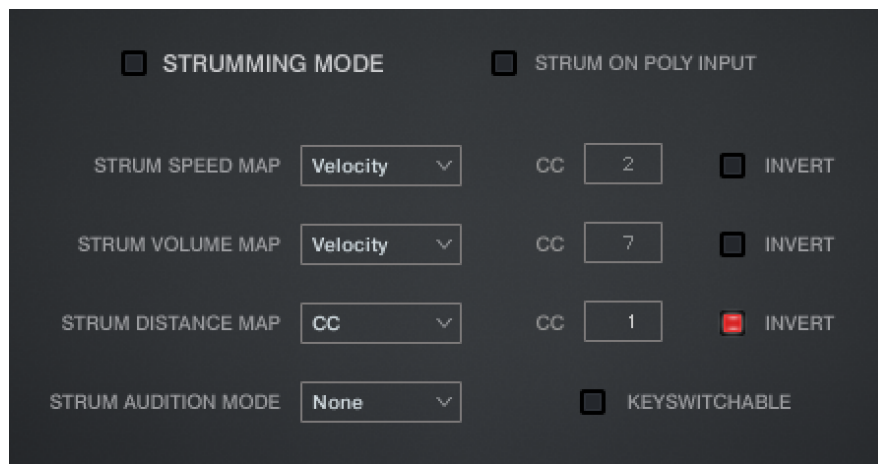 STRUMMING MODE STRUM ON POLY INPUT
STRUM SPEED MAP Velocity CC 2 INVERT
STRUM VOLUME MAP Velocity CC 7 INVERT
STRUM DISTANCE MAP CC CC 1 INVERT
STRUM AUDITION MODE None KEYSWITCHABLE